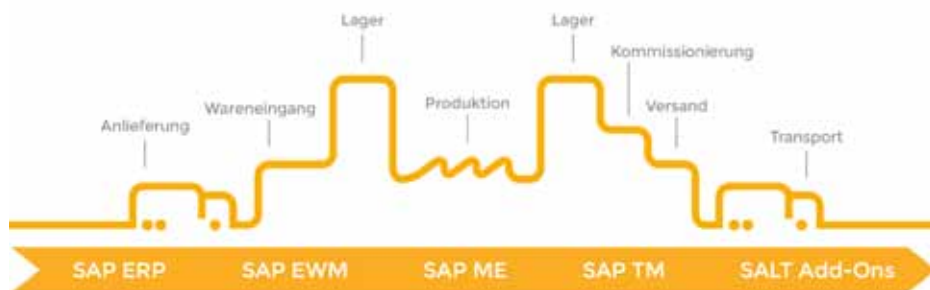 Lager
Lager
Kommissionierung
Wareneingang
Produktion
Versand
Anlieferung
Transport
SAP ERP
SAP EWM
SAP ME
SAP TM
SALT Add-Ons